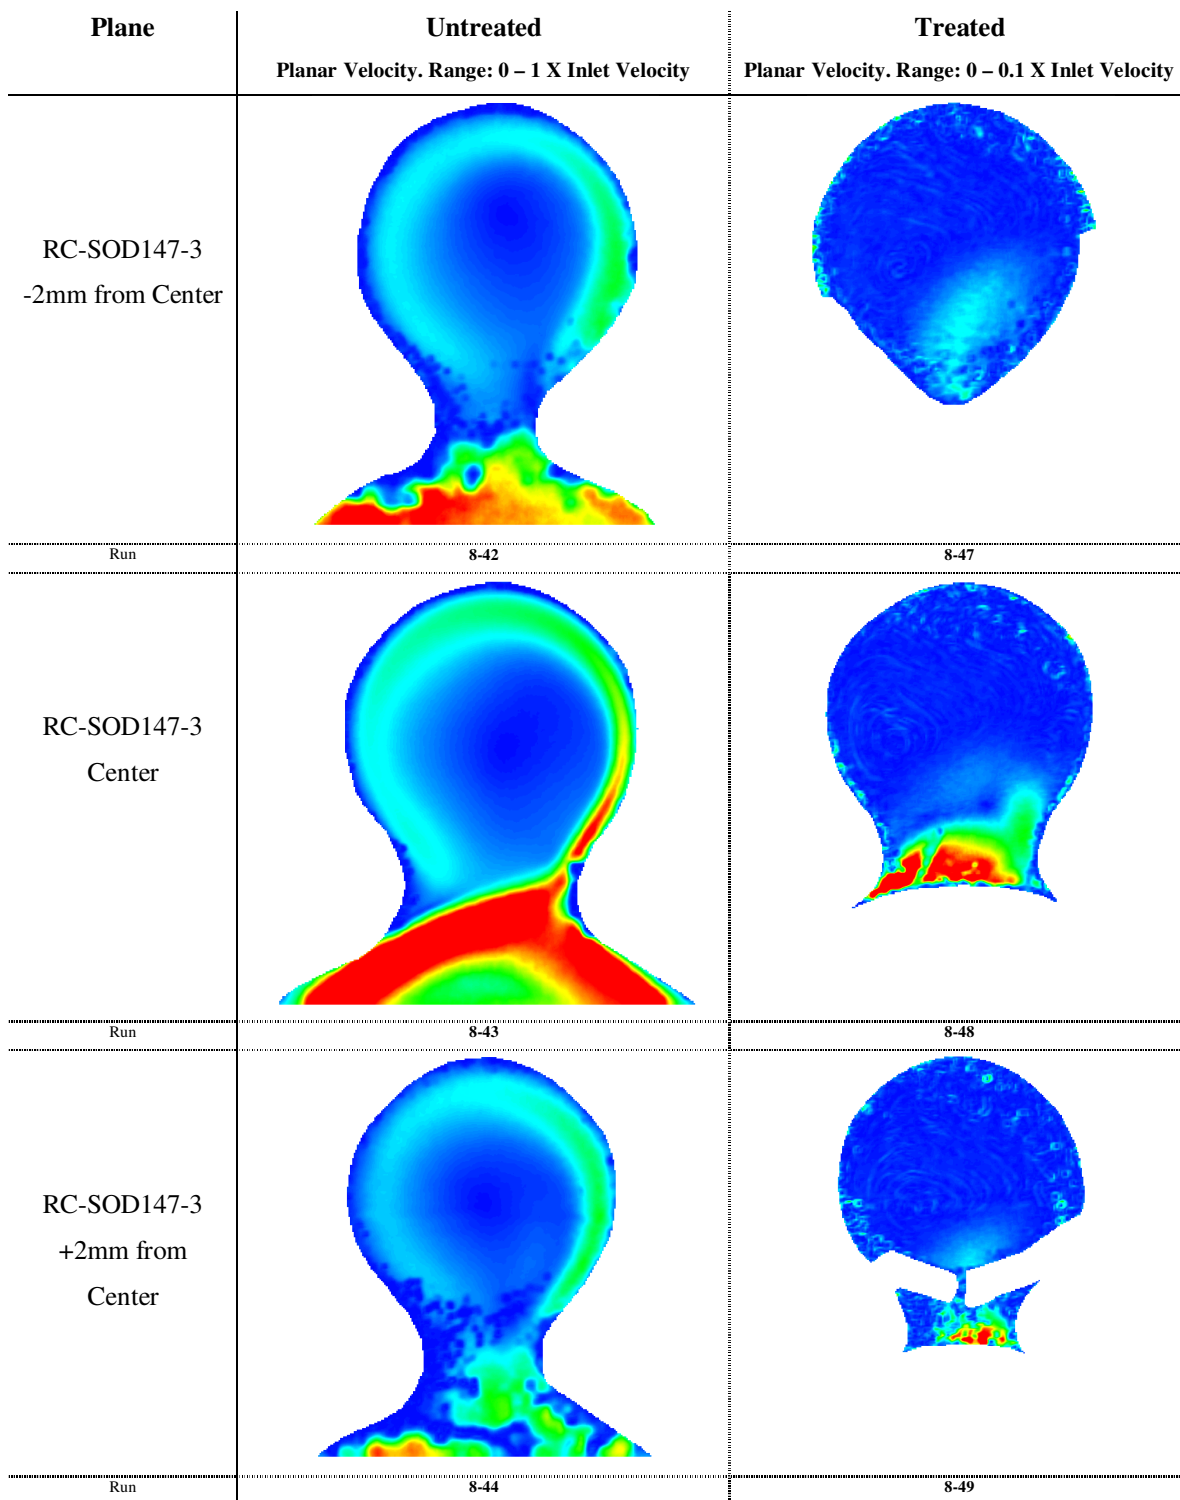 Plane Untreated Treated
Planar Velocity. Range: 0 – 1 X Inlet Velocity Planar Velocity. Range: 0 – 0.1 X Inlet Velocity
RC-SOD147-3
-2mm from Center
Run 8-42 8-47
RC-SOD147-3
Center
Run 8-43 8-48
RC-SOD147-3
+2mm from
Center
Run 8-44 8-49